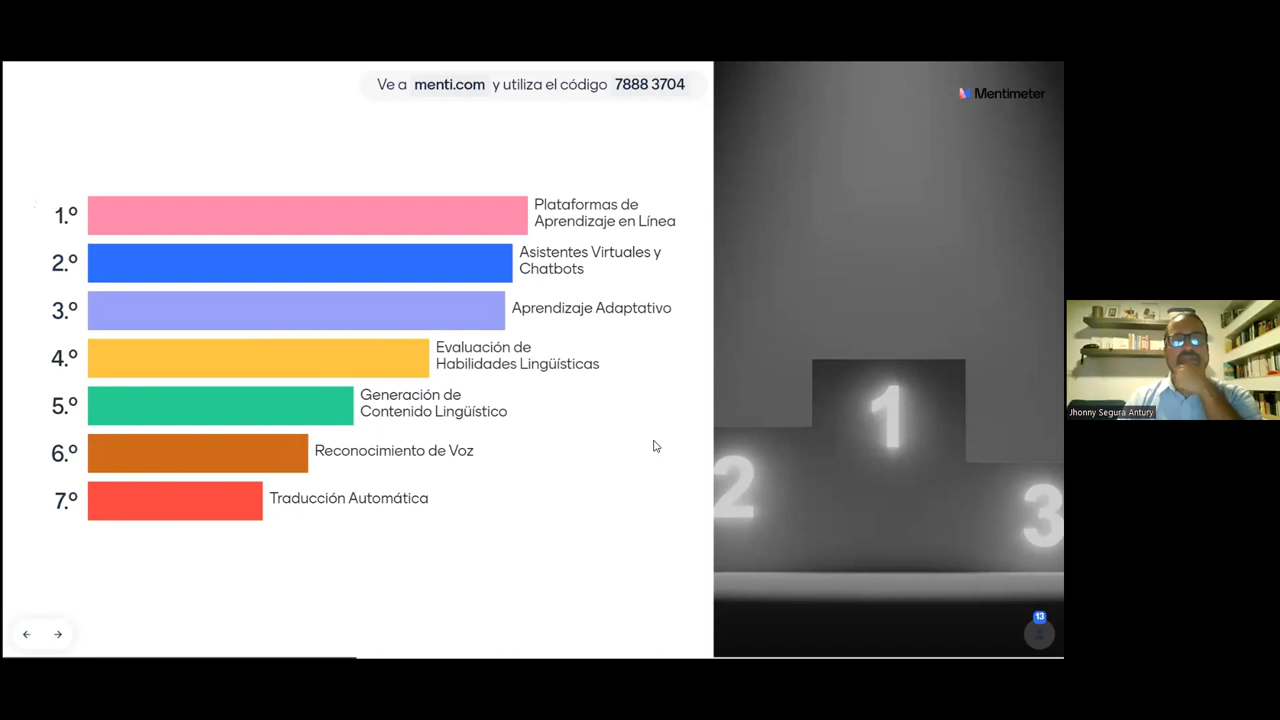 Ve a menti.com y utiliza el código 7888 3704
Mentimeter
1.º
Plataformas de
Aprendizaje en Línea
2.º
Asistentes Virtuales y
Chatbots
3.º
Aprendizaje Adaptativo
4.º
Evaluación de
Habilidades Lingüísticas
5.º
Generación de
Contenido Lingüístico
6.º
Reconocimiento de Voz
7.º
Traducción Automática
1
2
3
13
Jhonny Segura Antury